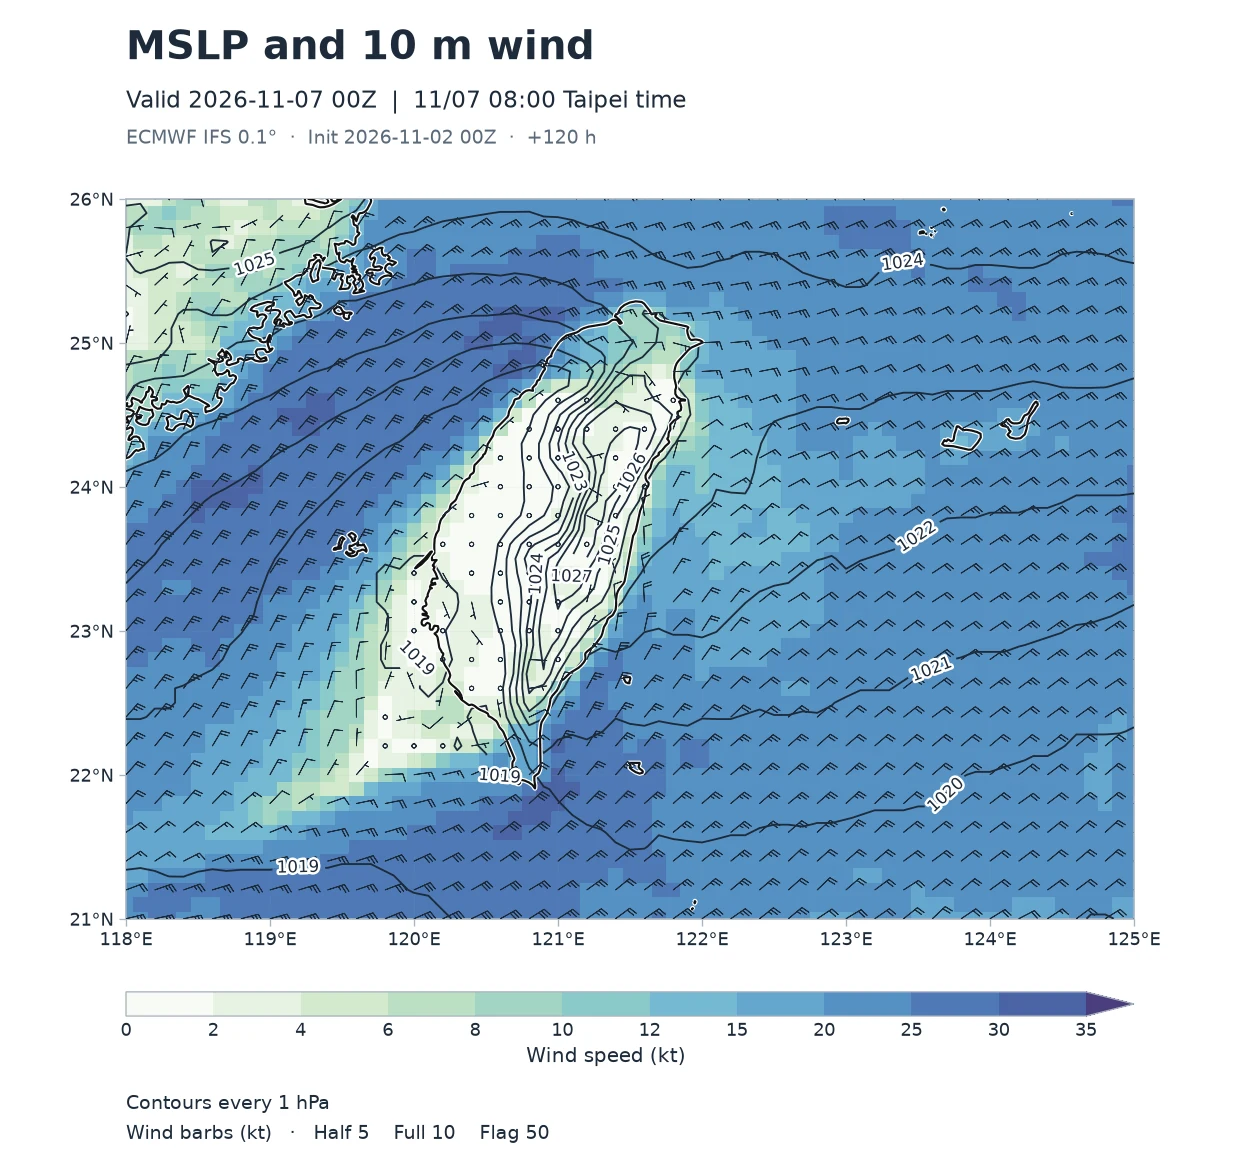 MSLP and 10 m wind
Valid 2026-11-07 00Z | 11/07 08:00 Taipei time
ECMWF IFS 0.1° · Init 2026-11-02 00Z · +120 h
26°N
25°N
24°N
23°N
22°N
21°N
1025
1024
1023
1026
1025
1024
1027
1022
1019
1021
1019
1020
1019
118°E 119°E 120°E 121°E 122°E 123°E 124°E 125°E
0 2 4 6 8 10 12 15 20 25 30 35
Wind speed (kt)
Contours every 1 hPa
Wind barbs (kt) · Half 5 Full 10 Flag 50